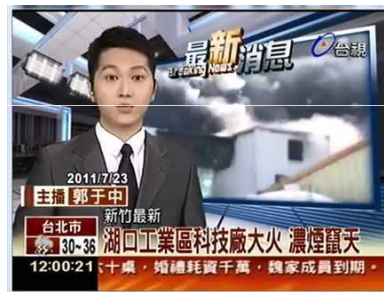 最新消息
Breaking News
台視
2011/7/23
主播 郭于中
新竹最新
台北市
30~36
湖口工業區科技廠大火 濃煙竄天
12:00:21
六十桌，婚禮耗資千萬，魏家成員到期。